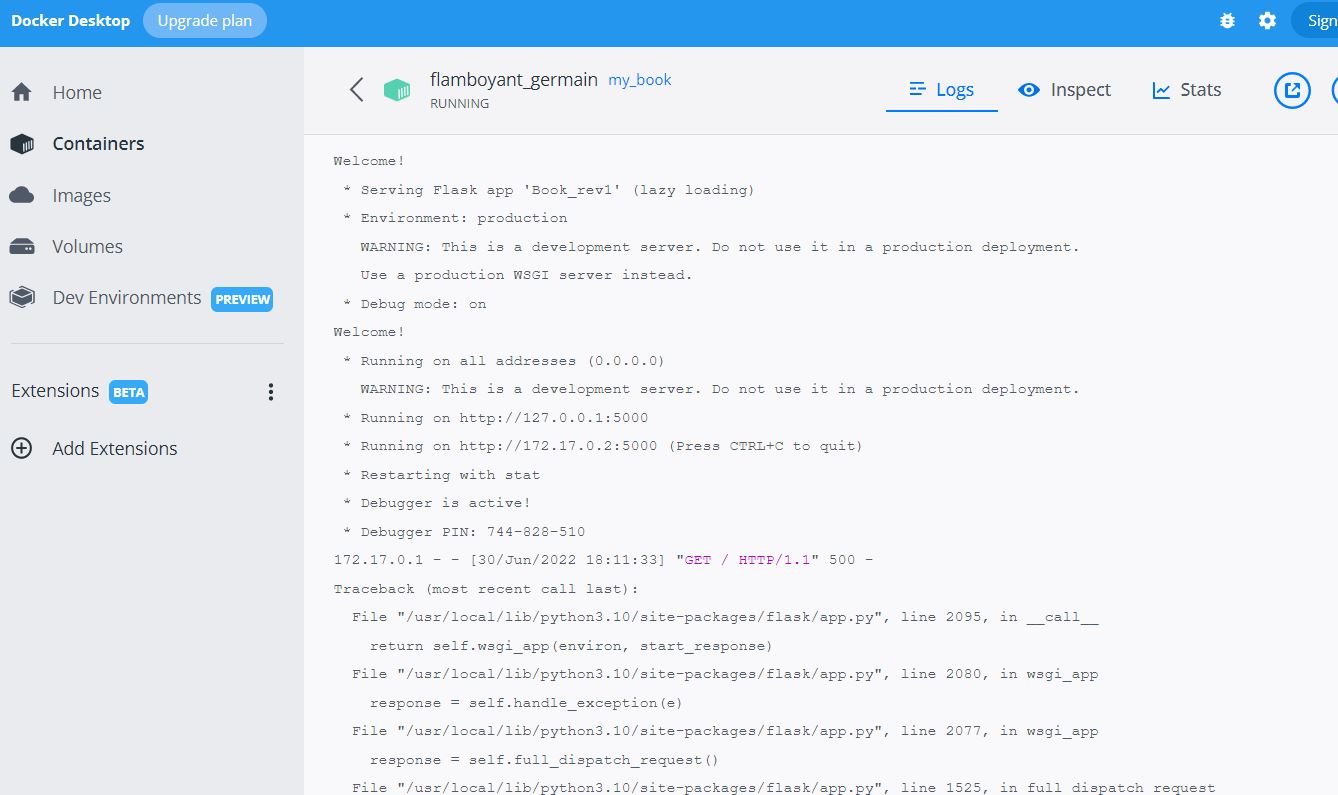 Docker Desktop Upgrade plan Sign
Home
Containers
Images
Volumes
Dev Environments PREVIEW
Extensions BETA
Add Extensions
flamboyant_germain my_book
RUNNING
Logs Inspect Stats
Welcome!
* Serving Flask app 'Book_rev1' (lazy loading)
* Environment: production
WARNING: This is a development server. Do not use it in a production deployment.
Use a production WSGI server instead.
* Debug mode: on
Welcome!
* Running on all addresses (0.0.0.0)
WARNING: This is a development server. Do not use it in a production deployment.
* Running on http://127.0.0.1:5000
* Running on http://172.17.0.2:5000 (Press CTRL+C to quit)
* Restarting with stat
* Debugger is active!
* Debugger PIN: 744-828-510
172.17.0.1 - - [30/Jun/2022 18:11:33] "GET / HTTP/1.1" 500 -
Traceback (most recent call last):
File "/usr/local/lib/python3.10/site-packages/flask/app.py", line 2095, in __call__
return self.wsgi_app(environ, start_response)
File "/usr/local/lib/python3.10/site-packages/flask/app.py", line 2080, in wsgi_app
response = self.handle_exception(e)
File "/usr/local/lib/python3.10/site-packages/flask/app.py", line 2077, in wsgi_app
response = self.full_dispatch_request()
File "/usr/local/lib/python3.10/site-packages/flask/app.py", line 1525, in full_dispatch_request